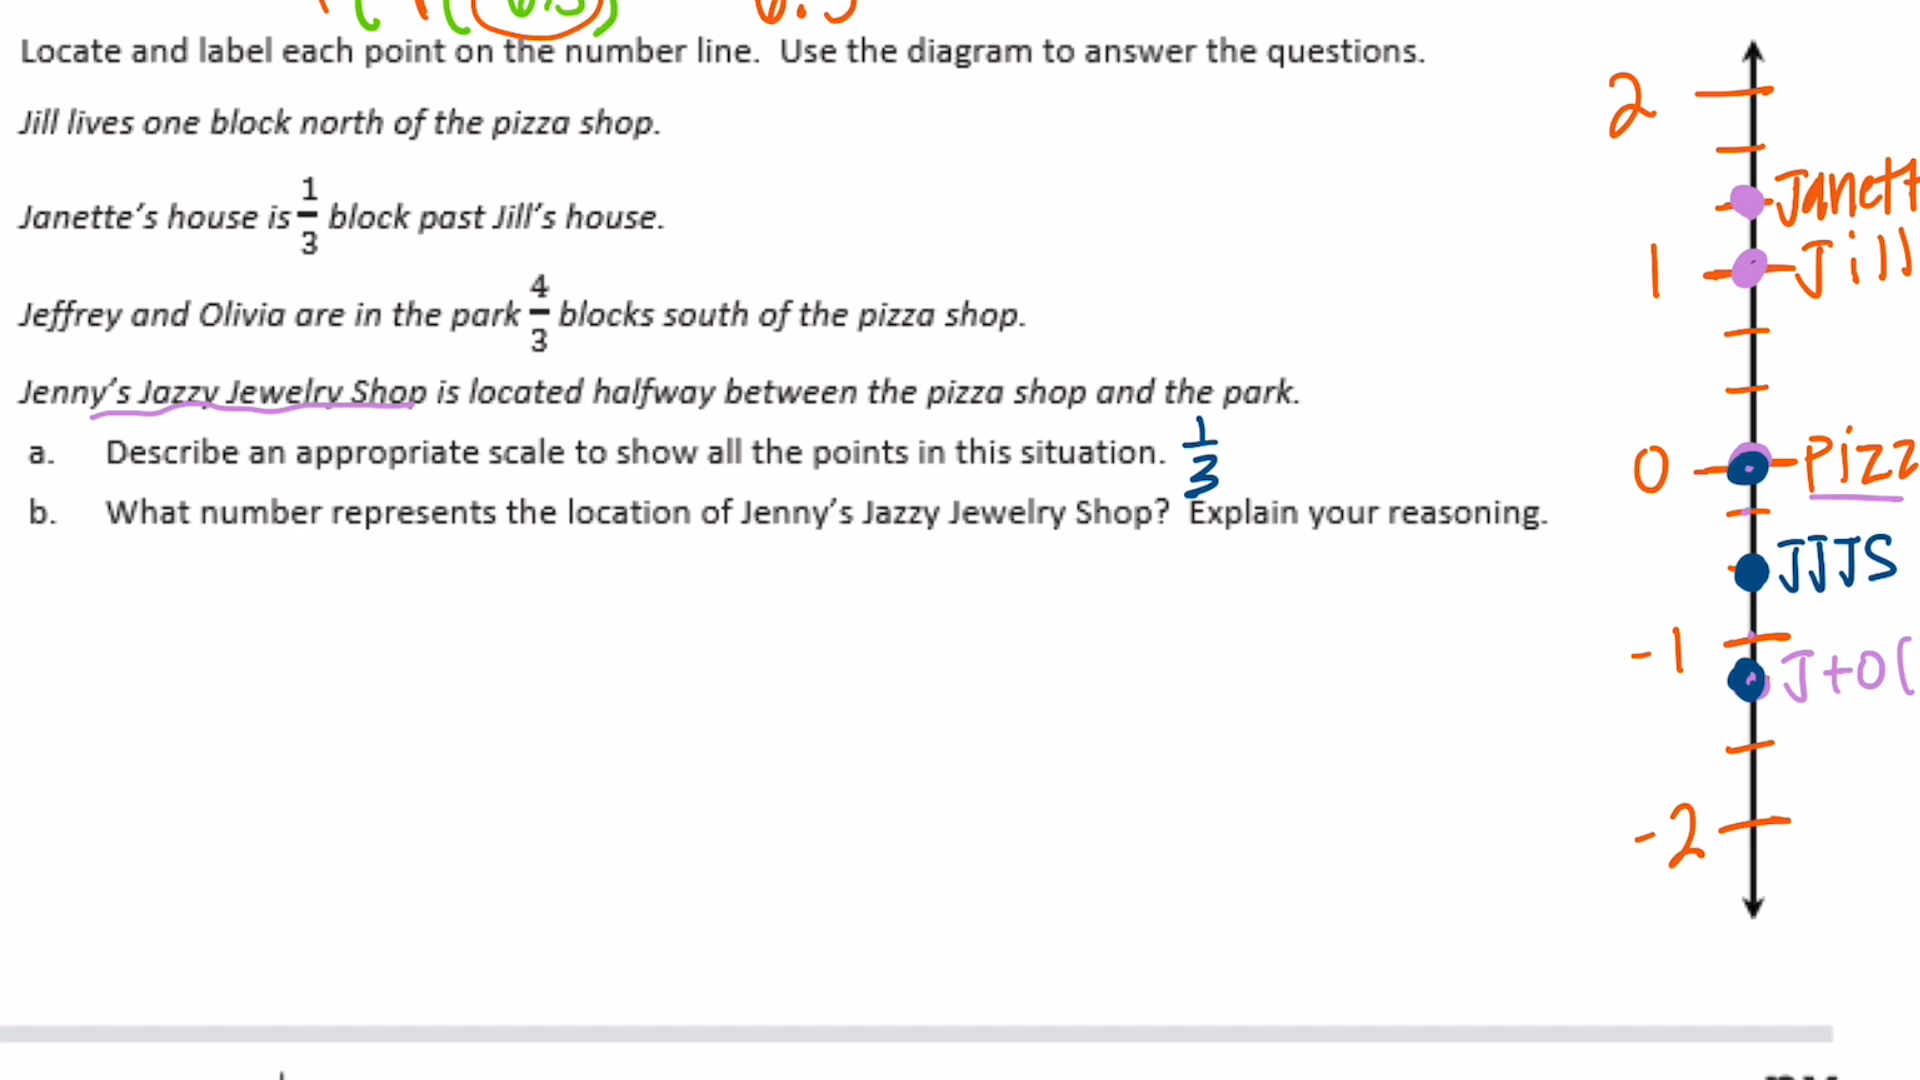 Locate and label each point on the number line. Use the diagram to answer the questions.
Jill lives one block north of the pizza shop.
Janette's house is 1/3 block past Jill's house.
Jeffrey and Olivia are in the park 4/3 blocks south of the pizza shop.
Jenny's Jazzy Jewelry Shop is located halfway between the pizza shop and the park.
a. Describe an appropriate scale to show all the points in this situation. 1/3
b. What number represents the location of Jenny's Jazzy Jewelry Shop? Explain your reasoning.
2
Janett
1 Jill
0 Pizz
JJJS
-1
J+O(
-2